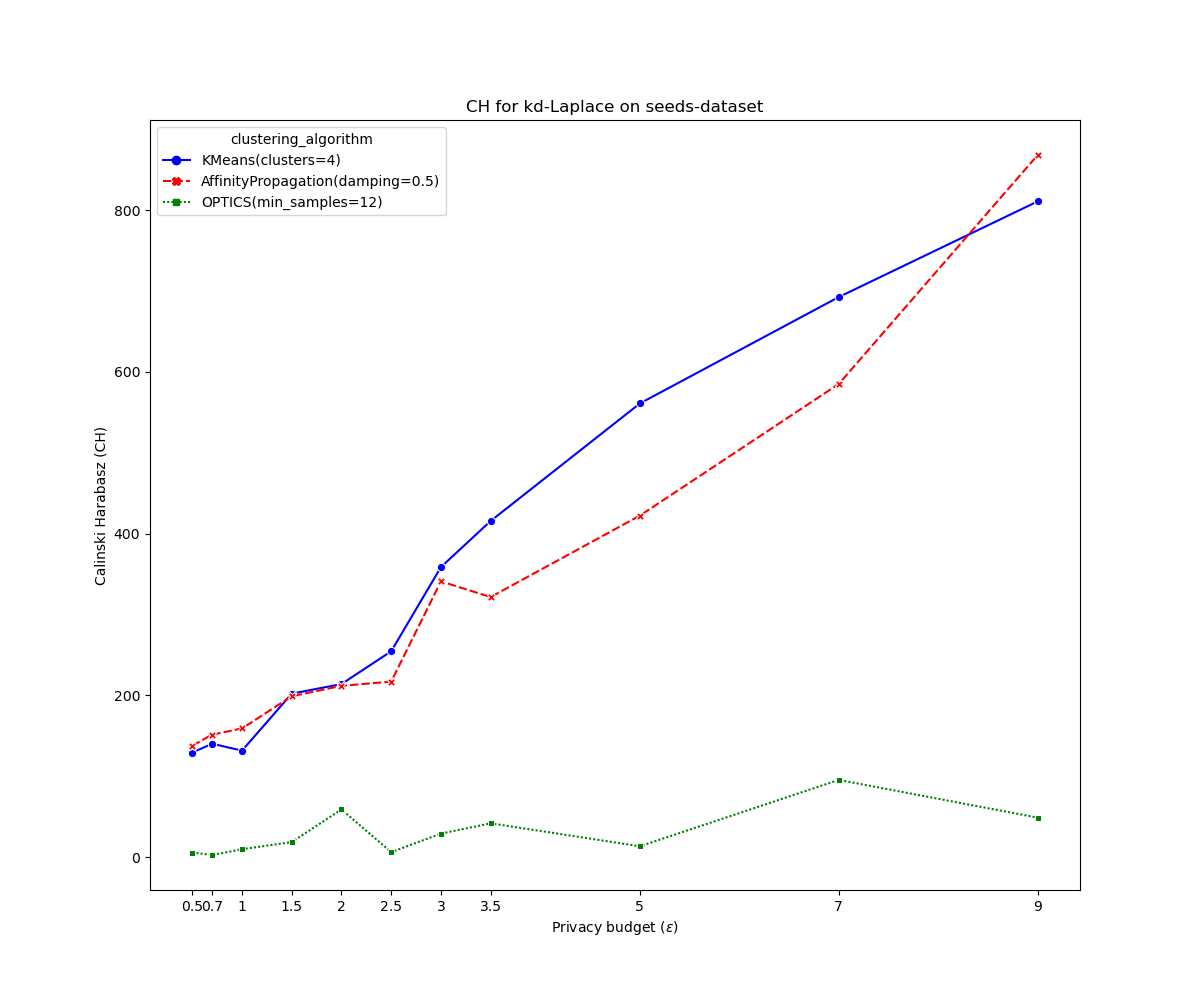 CH for kd-Laplace on seeds-dataset
clustering_algorithm
KMeans(clusters=4)
AffinityPropagation(damping=0.5)
OPTICS(min_samples=12)
800
600
400
200
0
Calinski Harabasz (CH)
0.5 0.7 1 1.5 2 2.5 3 3.5 5 7 9
Privacy budget (ε)